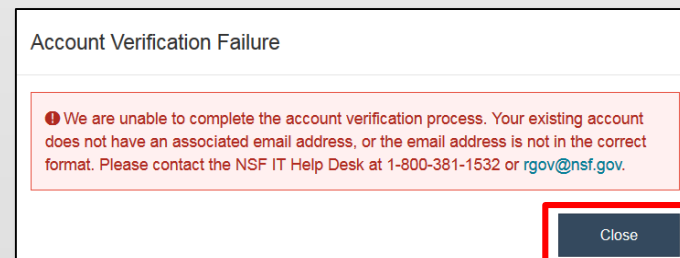 Account Verification Failure
We are unable to complete the account verification process. Your existing account
does not have an associated email address, or the email address is not in the correct
format. Please contact the NSF IT Help Desk at 1-800-381-1532 or rgov@nsf.gov.
Close